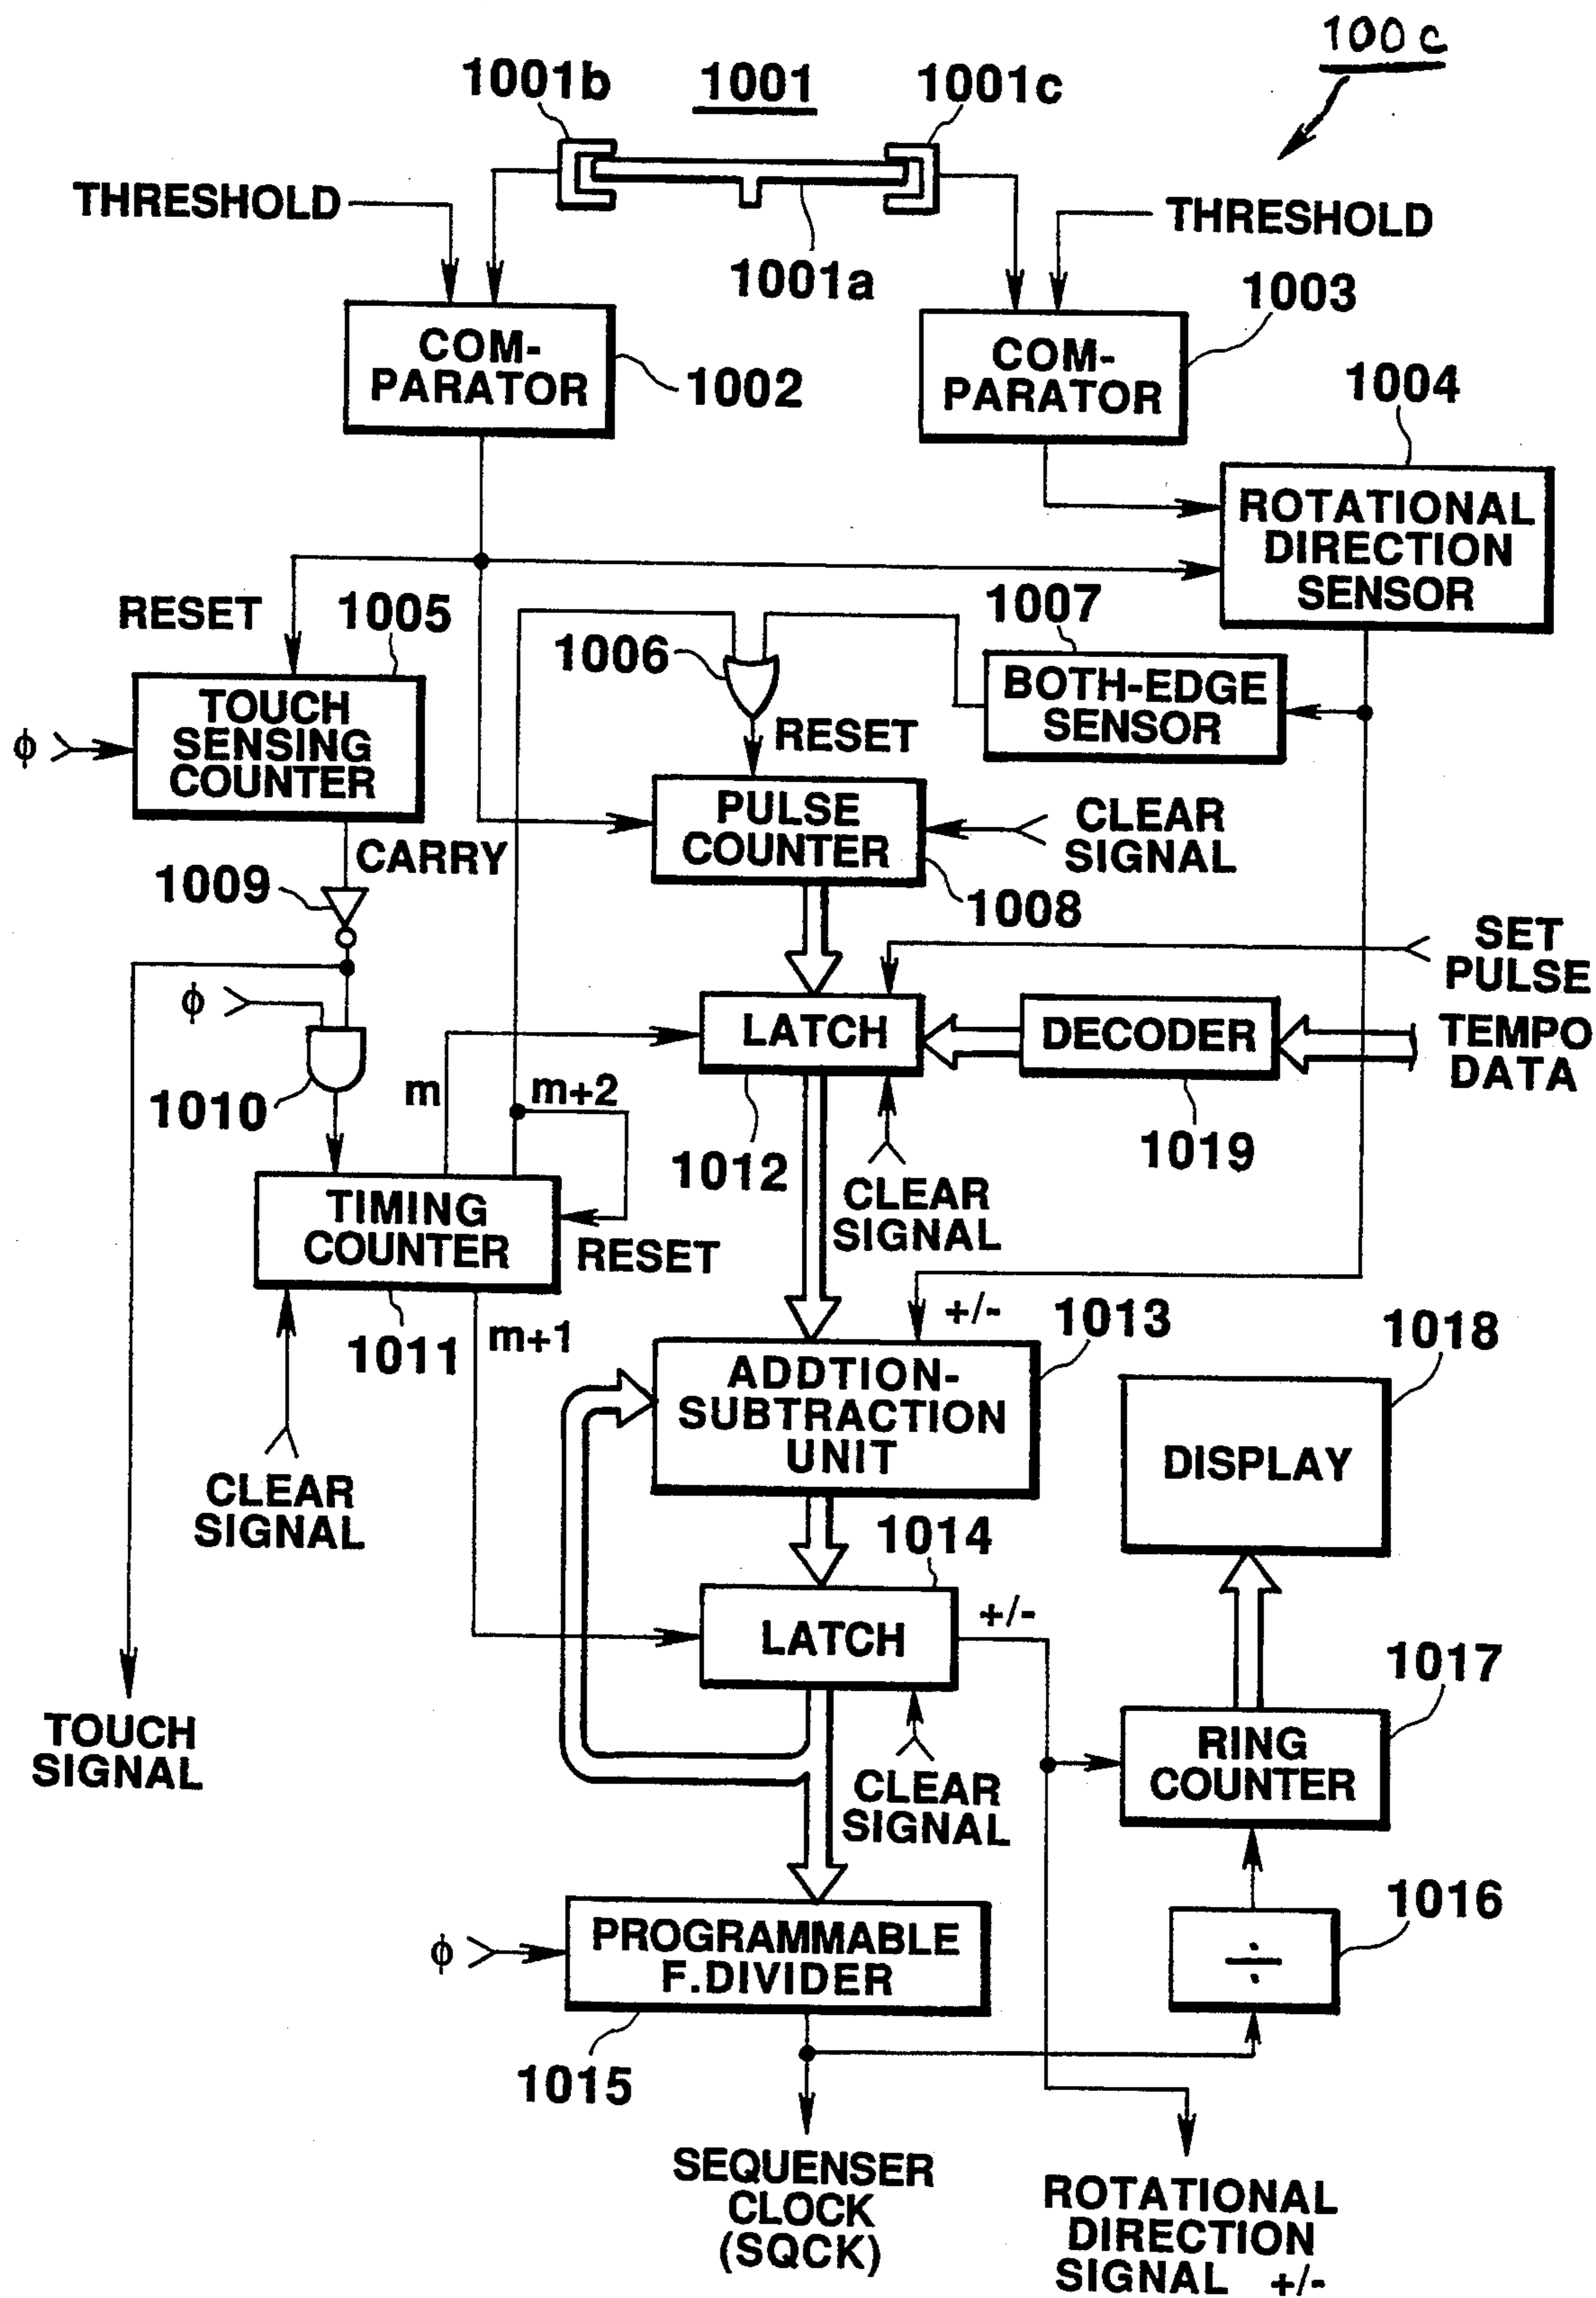 100c
1001b
1001
1001c
THRESHOLD
THRESHOLD
1001a
1003
COM-
PARATOR
1002
COM-
PARATOR
1004
ROTATIONAL
DIRECTION
SENSOR
RESET
1005
1007
1006
BOTH-EDGE
SENSOR
TOUCH
SENSING
COUNTER
ϕ
RESET
PULSE
COUNTER
CLEAR
SIGNAL
CARRY
1009
1008
SET
PULSE
ϕ
LATCH
DECODER
TEMPO
DATA
m
m+2
1010
1012
1019
CLEAR
SIGNAL
TIMING
COUNTER
RESET
1011
m+1
+/-
1013
1018
ADDTION-
SUBTRACTION
UNIT
DISPLAY
CLEAR
SIGNAL
1014
LATCH
+/-
1017
TOUCH
SIGNAL
RING
COUNTER
CLEAR
SIGNAL
1016
ϕ
PROGRAMMABLE
F.DIVIDER
÷
1015
SEQUENSER
CLOCK
(SQCK)
ROTATIONAL
DIRECTION
SIGNAL +/-